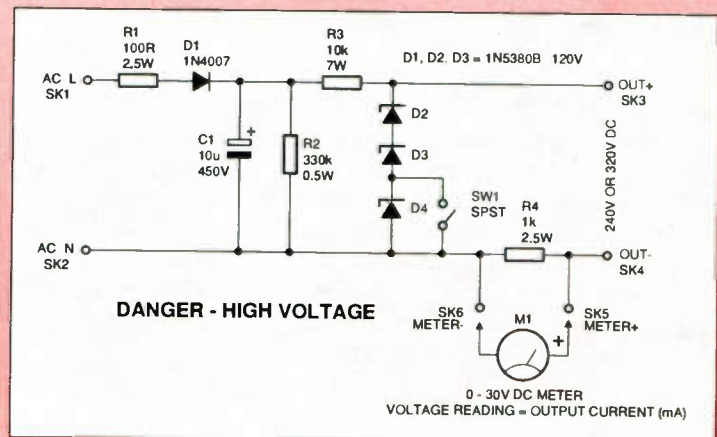 R1
100R
2,5W
D1
1N4007
R3
10k
7W
D1, D2. D3 = 1N5380B 120V
AC L
SK1
OUT+
SK3
C1
10u
450V
+
R2
330k
0.5W
D2
D3
D4
SW1
SPST
R4
1k
2.5W
240V OR 320V DC
AC N
SK2
OUT-
SK4
DANGER - HIGH VOLTAGE
SK6
METER-
M1
+
SK5
METER+
0 - 30V DC METER
VOLTAGE READING = OUTPUT CURRENT (mA)